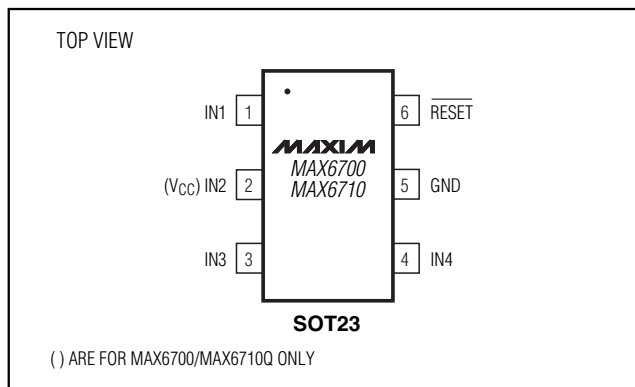 TOP VIEW
IN1 1
6 RESET
MAXIM
MAX6700
MAX6710
(VCC) IN2 2
5 GND
IN3 3
4 IN4
SOT23
( ) ARE FOR MAX6700/MAX6710Q ONLY